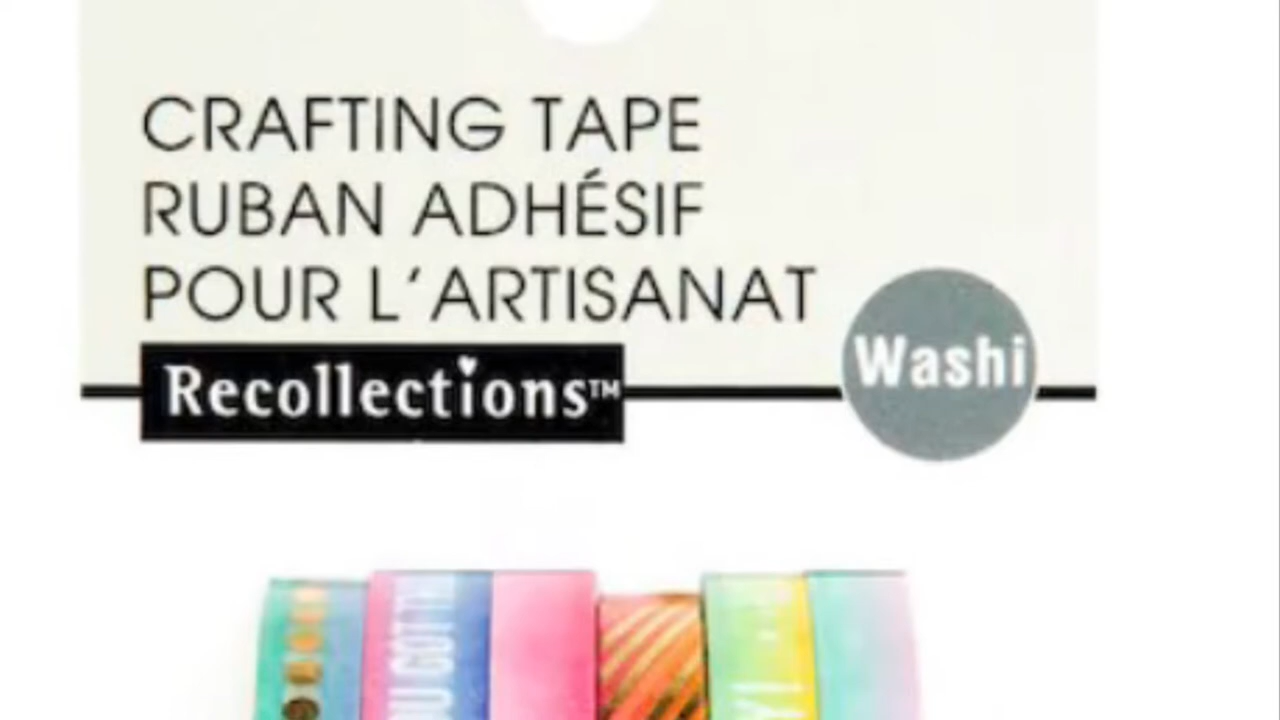 CRAFTING TAPE
RUBAN ADHÉSIF
POUR L'ARTISANAT
Recollections™
Washi